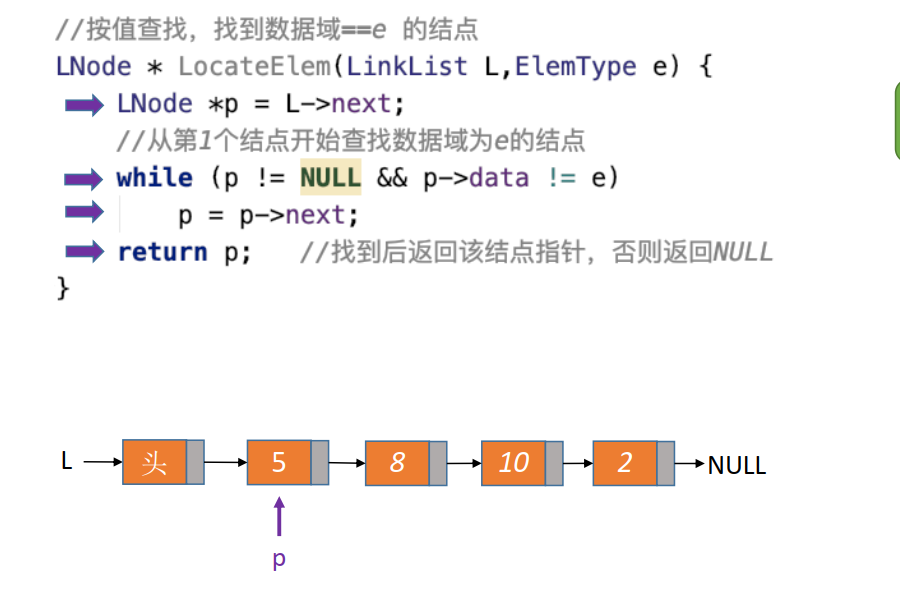 //按值查找，找到数据域==e 的结点
LNode * LocateElem(LinkList L,ElemType e) {
LNode *p = L->next;
//从第1个结点开始查找数据域为e的结点
while (p != NULL && p->data != e)
p = p->next;
return p;   //找到后返回该结点指针，否则返回NULL
}
L 头 5 8 10 2 NULL
p